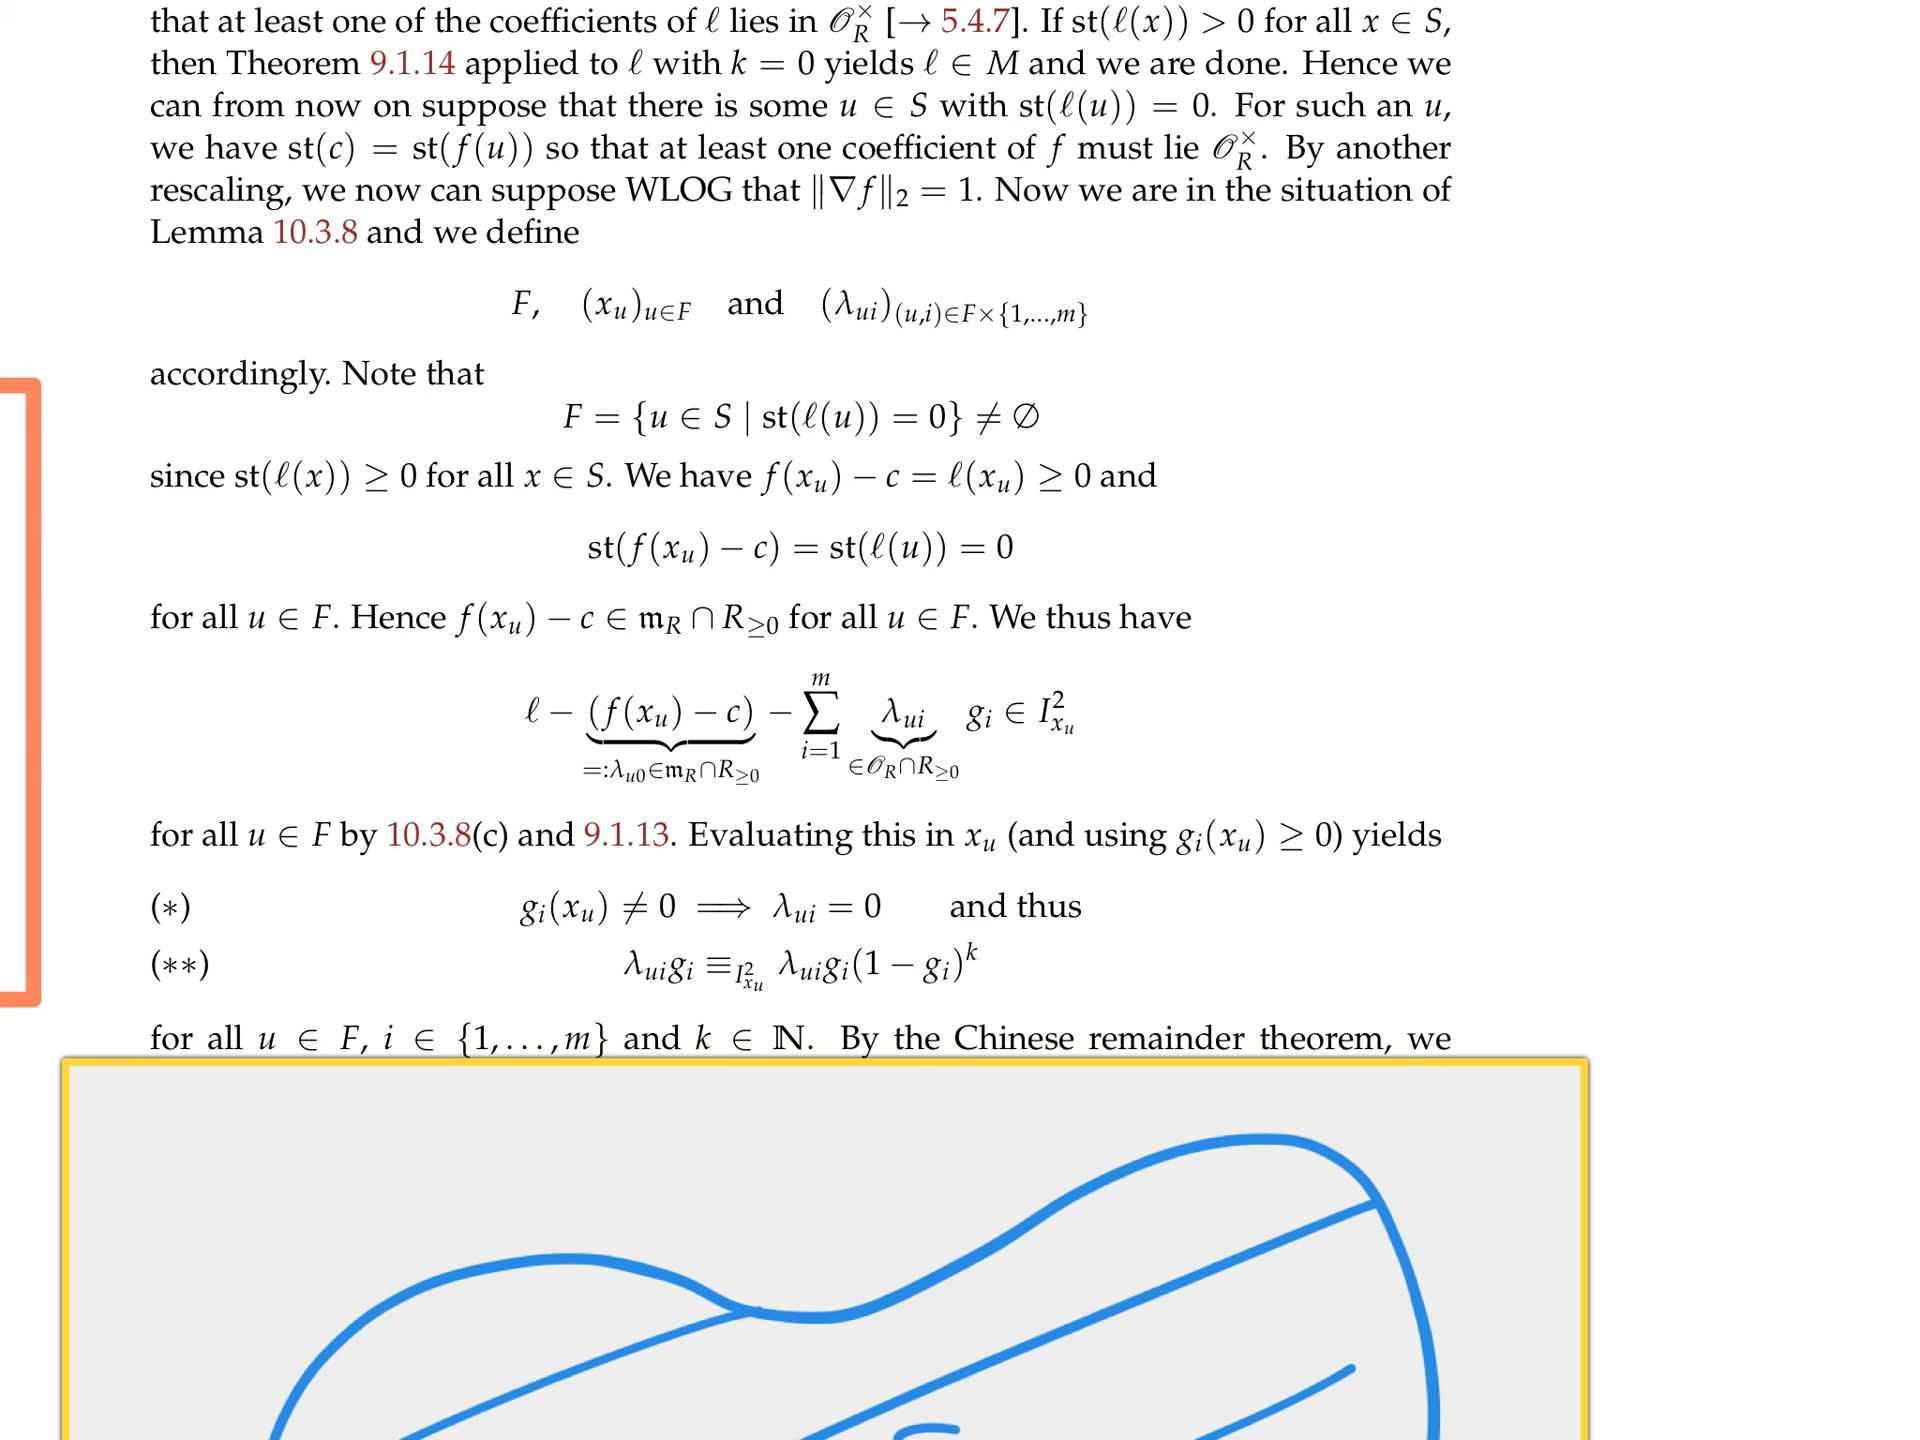 that at least one of the coefficients of ℓ lies in 𝒪_R^× [→ 5.4.7]. If st(ℓ(x)) > 0 for all x ∈ S,
then Theorem 9.1.14 applied to ℓ with k = 0 yields ℓ ∈ M and we are done. Hence we
can from now on suppose that there is some u ∈ S with st(ℓ(u)) = 0. For such an u,
we have st(c) = st(f(u)) so that at least one coefficient of f must lie 𝒪_R^×. By another
rescaling, we now can suppose WLOG that ‖∇f‖₂ = 1. Now we are in the situation of
Lemma 10.3.8 and we define
F, (x_u)_{u∈F} and (λ_{ui})_{(u,i)∈F×{1,...,m}}
accordingly. Note that
F = {u ∈ S | st(ℓ(u)) = 0} ≠ ∅
since st(ℓ(x)) ≥ 0 for all x ∈ S. We have f(x_u) − c = ℓ(x_u) ≥ 0 and
st(f(x_u) − c) = st(ℓ(u)) = 0
for all u ∈ F. Hence f(x_u) − c ∈ 𝔪_R ∩ R_{≥0} for all u ∈ F. We thus have
ℓ − (f(x_u) − c) − ∑_{i=1}^m λ_{ui} g_i ∈ I_{x_u}^2
=:λ_{u0}∈𝔪_R∩R_{≥0} ∈𝒪_R∩R_{≥0}
for all u ∈ F by 10.3.8(c) and 9.1.13. Evaluating this in x_u (and using g_i(x_u) ≥ 0) yields
(∗) g_i(x_u) ≠ 0 ⟹ λ_{ui} = 0 and thus
(∗∗) λ_{ui}g_i ≡_{I_{x_u}^2} λ_{ui}g_i(1 − g_i)^k
for all u ∈ F, i ∈ {1,...,m} and k ∈ ℕ. By the Chinese remainder theorem, we